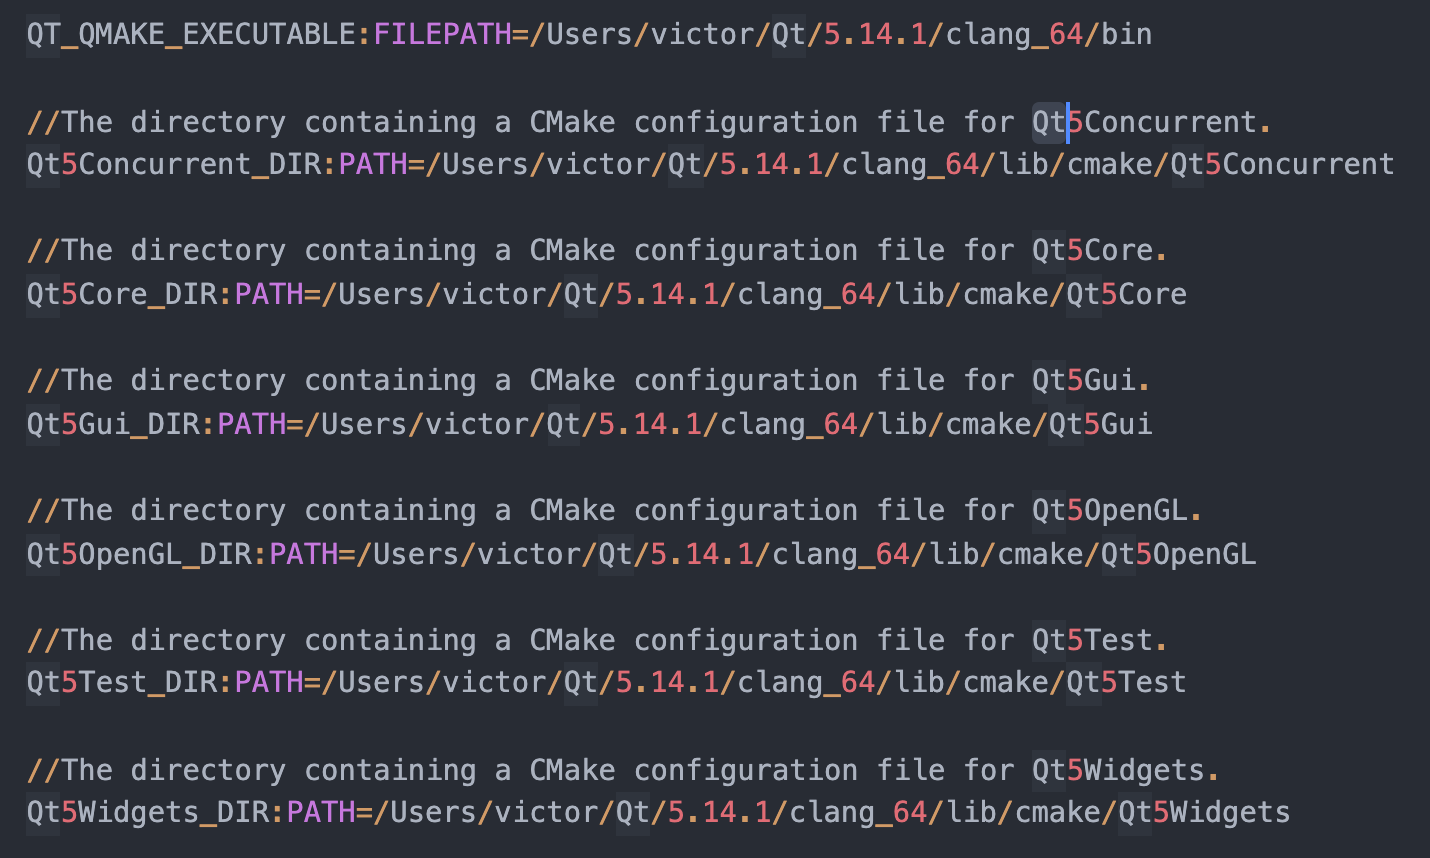 QT_QMAKE_EXECUTABLE:FILEPATH=/Users/victor/Qt/5.14.1/clang_64/bin
//The directory containing a CMake configuration file for Qt5Concurrent.
Qt5Concurrent_DIR:PATH=/Users/victor/Qt/5.14.1/clang_64/lib/cmake/Qt5Concurrent
//The directory containing a CMake configuration file for Qt5Core.
Qt5Core_DIR:PATH=/Users/victor/Qt/5.14.1/clang_64/lib/cmake/Qt5Core
//The directory containing a CMake configuration file for Qt5Gui.
Qt5Gui_DIR:PATH=/Users/victor/Qt/5.14.1/clang_64/lib/cmake/Qt5Gui
//The directory containing a CMake configuration file for Qt5OpenGL.
Qt5OpenGL_DIR:PATH=/Users/victor/Qt/5.14.1/clang_64/lib/cmake/Qt5OpenGL
//The directory containing a CMake configuration file for Qt5Test.
Qt5Test_DIR:PATH=/Users/victor/Qt/5.14.1/clang_64/lib/cmake/Qt5Test
//The directory containing a CMake configuration file for Qt5Widgets.
Qt5Widgets_DIR:PATH=/Users/victor/Qt/5.14.1/clang_64/lib/cmake/Qt5Widgets